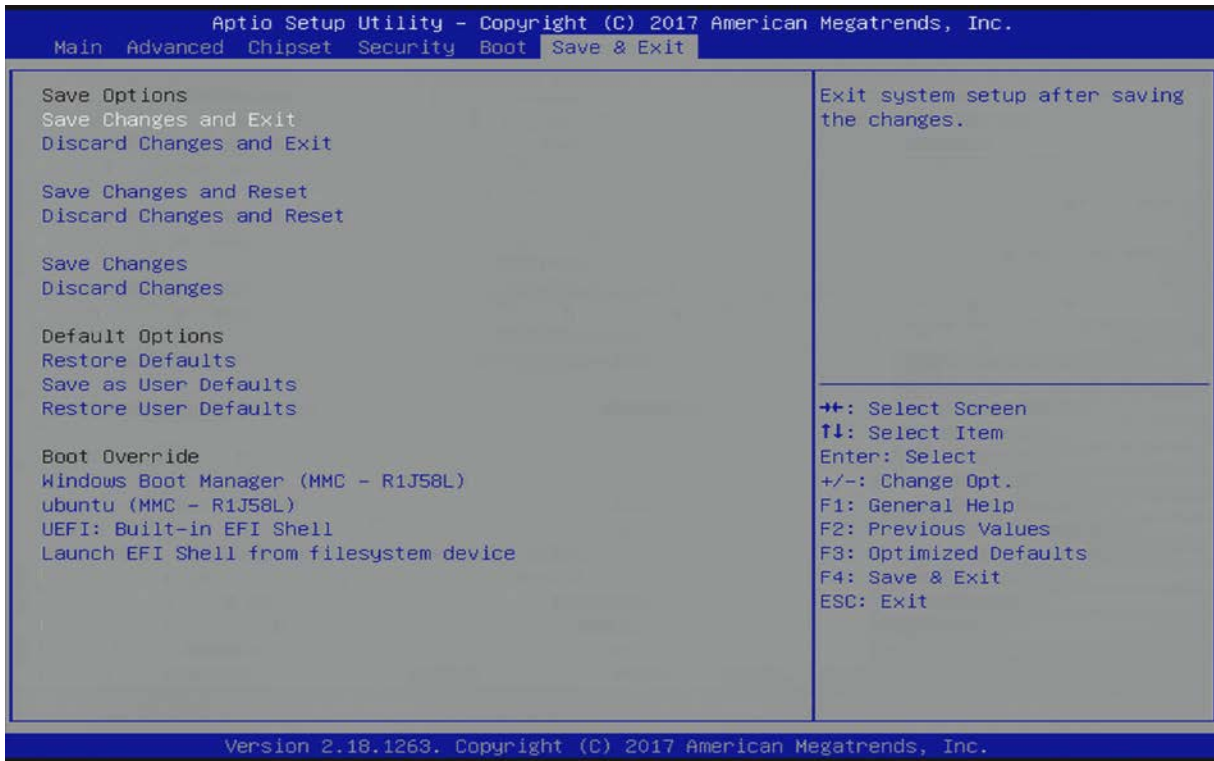 Aptio Setup Utility – Copyright (C) 2017 American Megatrends, Inc.
Main Advanced Chipset Security Boot Save & Exit
Save Options
Save Changes and Exit
Discard Changes and Exit
Save Changes and Reset
Discard Changes and Reset
Save Changes
Discard Changes
Default Options
Restore Defaults
Save as User Defaults
Restore User Defaults
Boot Override
Windows Boot Manager (MMC – R1J58L)
ubuntu (MMC – R1J58L)
UEFI: Built-in EFI Shell
Launch EFI Shell from filesystem device
Exit system setup after saving
the changes.
→←: Select Screen
↑↓: Select Item
Enter: Select
+/-: Change Opt.
F1: General Help
F2: Previous Values
F3: Optimized Defaults
F4: Save & Exit
ESC: Exit
Version 2.18.1263. Copyright (C) 2017 American Megatrends, Inc.